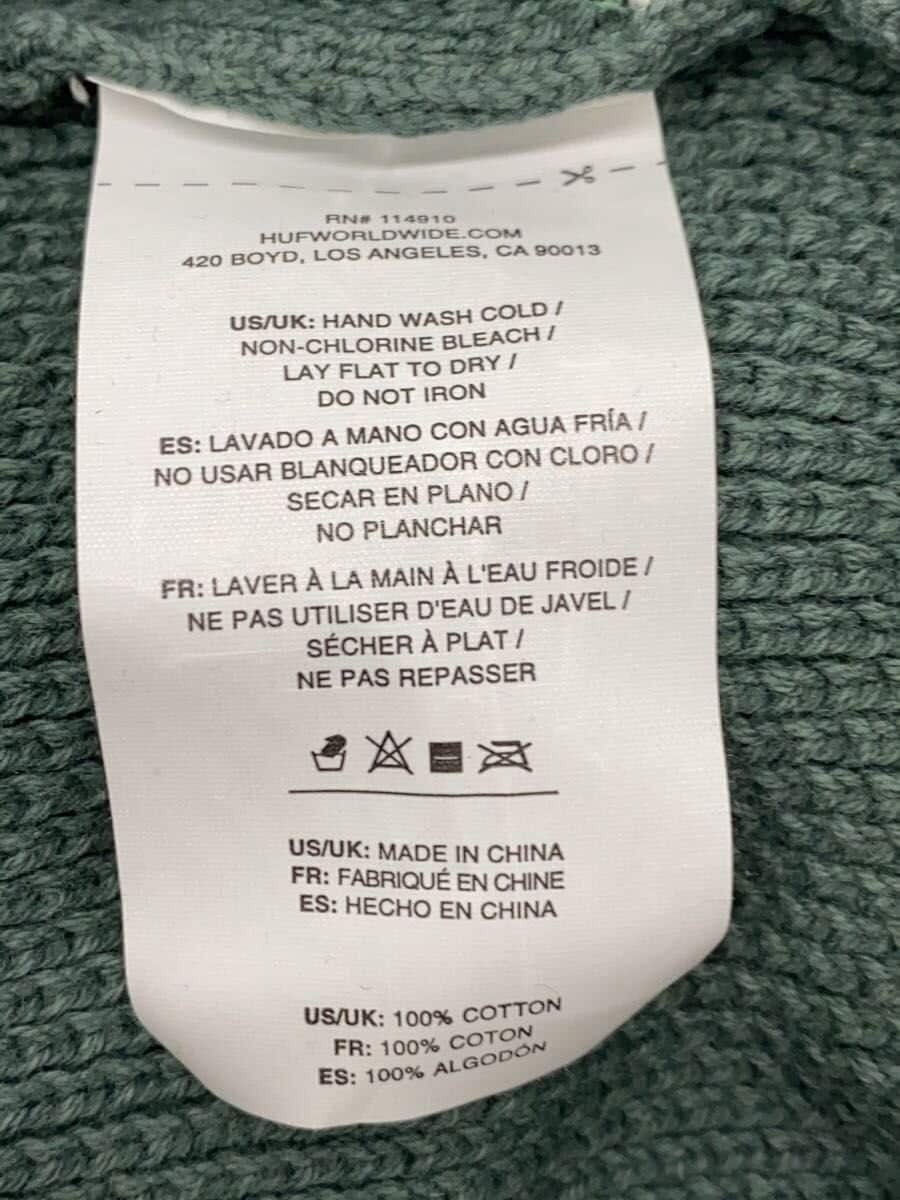 RN# 114910
HUFWORLDWIDE.COM
420 BOYD, LOS ANGELES, CA 90013
US/UK: HAND WASH COLD /
NON-CHLORINE BLEACH /
LAY FLAT TO DRY /
DO NOT IRON
ES: LAVADO A MANO CON AGUA FRÍA /
NO USAR BLANQUEADOR CON CLORO /
SECAR EN PLANO /
NO PLANCHAR
FR: LAVER À LA MAIN À L'EAU FROIDE /
NE PAS UTILISER D'EAU DE JAVEL /
SÉCHER À PLAT /
NE PAS REPASSER
US/UK: MADE IN CHINA
FR: FABRIQUÉ EN CHINE
ES: HECHO EN CHINA
US/UK: 100% COTTON
FR: 100% COTON
ES: 100% ALGODÓN